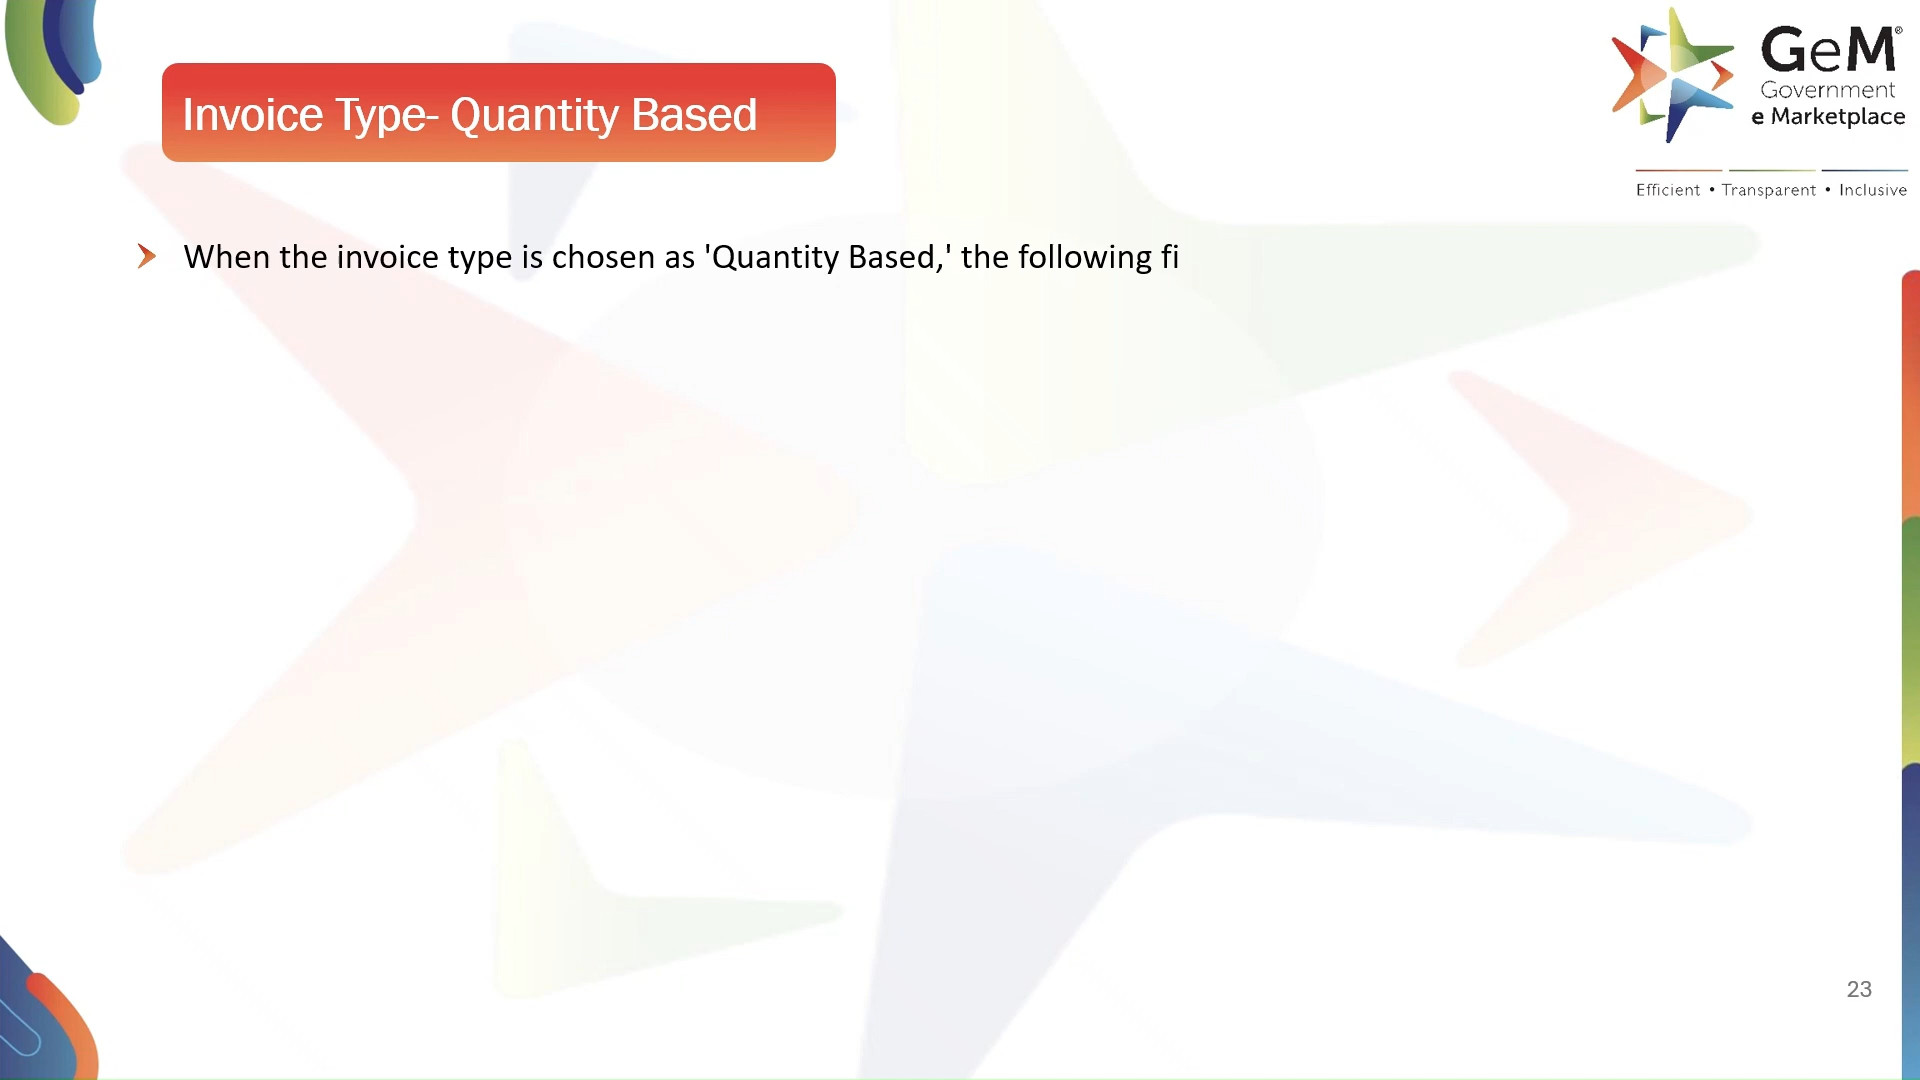 Invoice Type- Quantity Based
GeM®
Government
e Marketplace
Efficient • Transparent • Inclusive
When the invoice type is chosen as 'Quantity Based,' the following fi
23